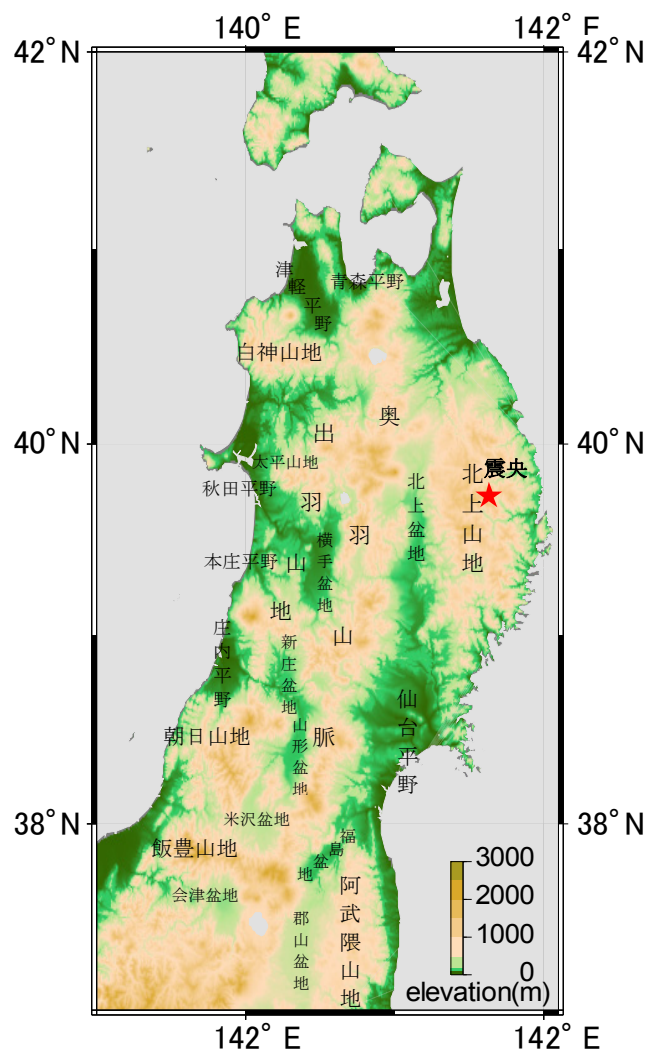 140°E
142°E
42°N
42°N
津軽平野
青森平野
白神山地
奥羽山脈
出羽山地
太平山地
秋田平野
震央
北上山地
北上盆地
横手盆地
本庄平野
庄内平野
新庄盆地
仙台平野
山形盆地
朝日山地
40°N
40°N
米沢盆地
38°N
38°N
飯豊山地
福島盆地
会津盆地
阿武隈山地
郡山盆地
3000
2000
1000
0
elevation(m)
142°E
142°E